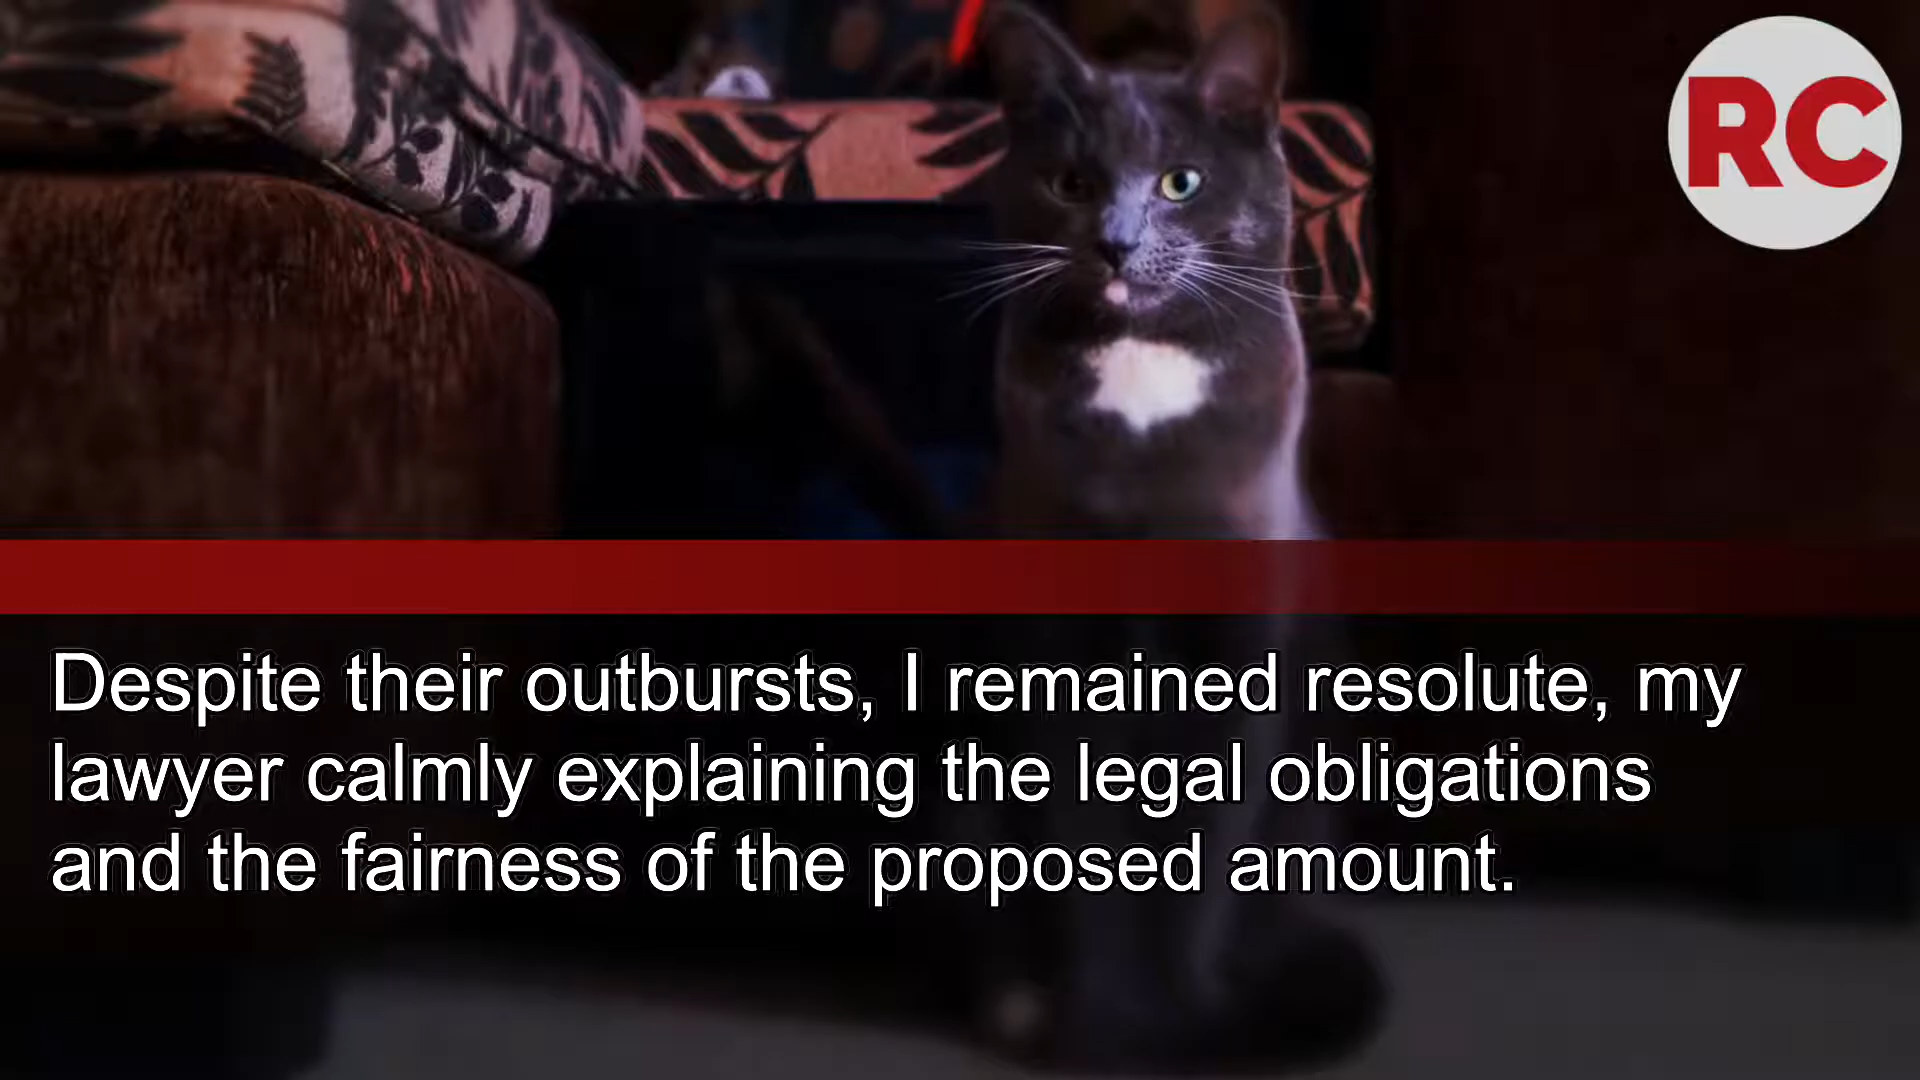 RC
Despite their outbursts, I remained resolute, my
lawyer calmly explaining the legal obligations
and the fairness of the proposed amount.